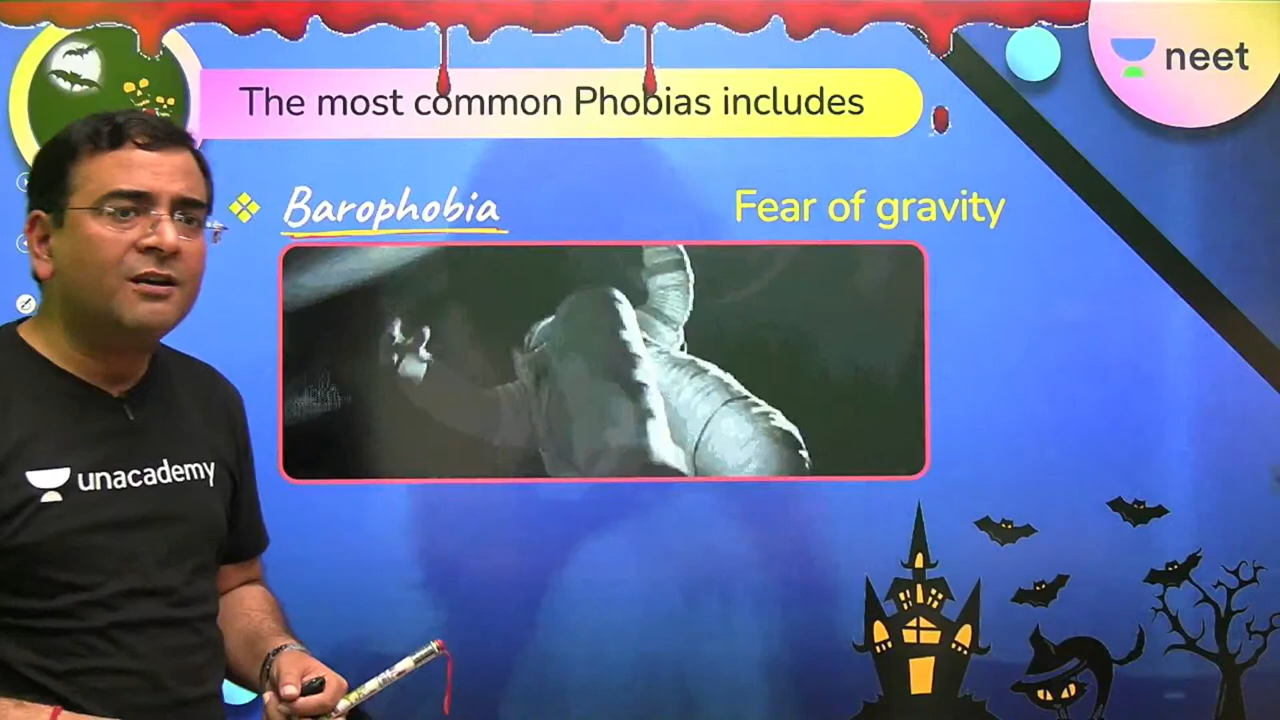 neet
The most common Phobias includes
Barophobia
Fear of gravity
unacademy